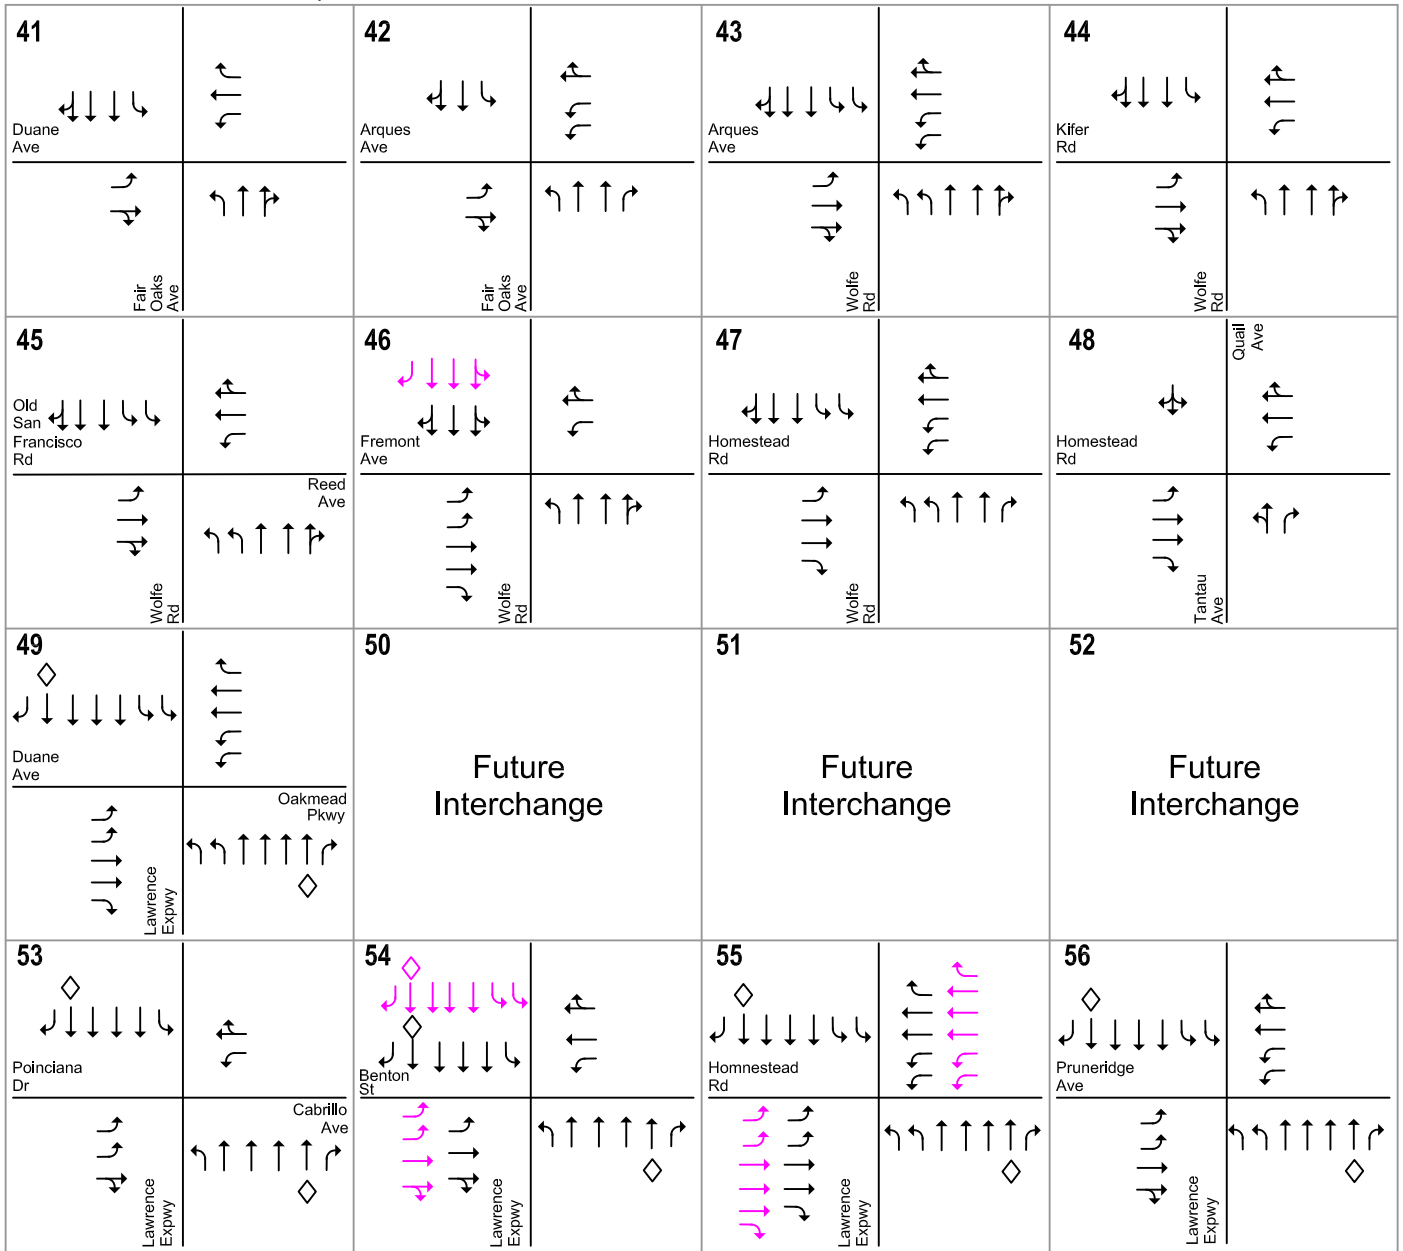 41
Duane
Ave
Fair
Oaks
Ave
42
Arques
Ave
Fair
Oaks
Ave
43
Arques
Ave
Wolfe
Rd
44
Kifer
Rd
Wolfe
Rd
45
Old
San
Francisco
Rd
Reed
Ave
Wolfe
Rd
46
Fremont
Ave
Wolfe
Rd
47
Homestead
Rd
Wolfe
Rd
48
Quail
Ave
Homestead
Rd
Tantau
Ave
49
Duane
Ave
Oakmead
Pkwy
Lawrence
Expwy
50
Future
Interchange
51
Future
Interchange
52
Future
Interchange
53
Poinciana
Dr
Cabrillo
Ave
Lawrence
Expwy
54
Benton
St
Lawrence
Expwy
55
Homnestead
Rd
Lawrence
Expwy
56
Pruneridge
Ave
Lawrence
Expwy